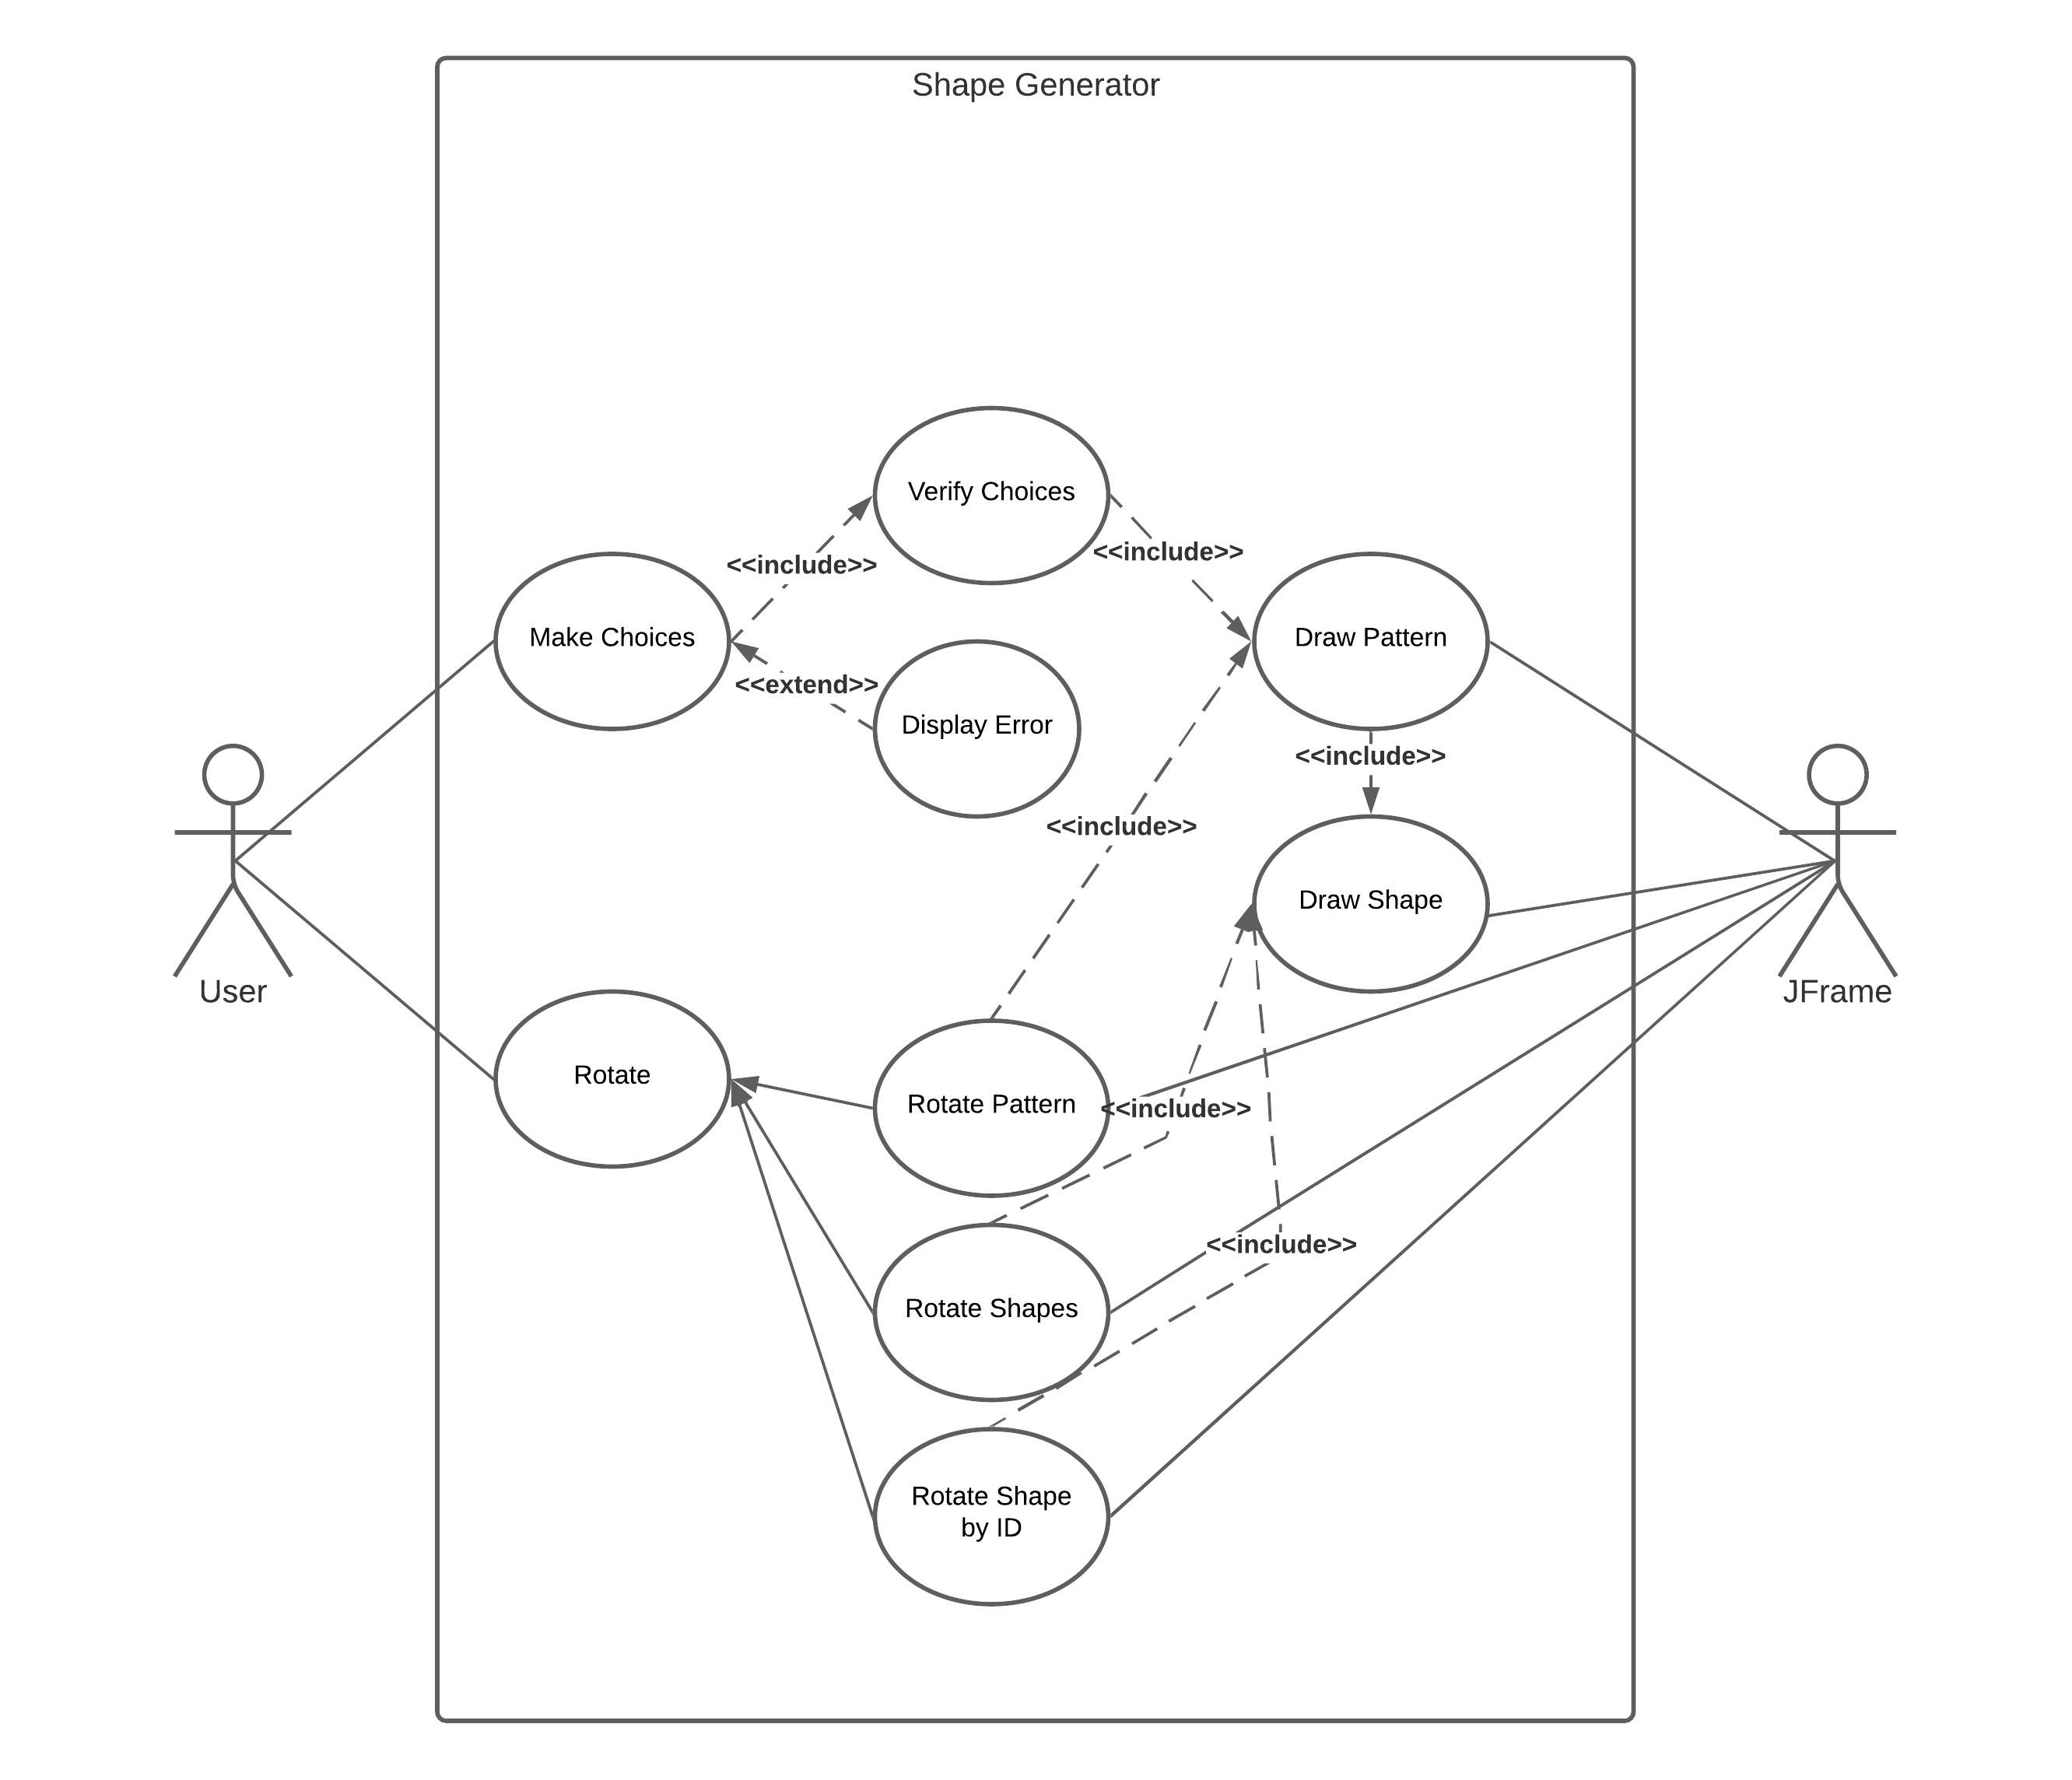 Shape Generator
Verify Choices
<<include>>
<<include>>
Make Choices
Draw Pattern
<<extend>>
Display Error
<<include>>
<<include>>
Draw Shape
User
JFrame
Rotate
Rotate Pattern
<<include>>
<<include>>
Rotate Shapes
Rotate Shape
by ID